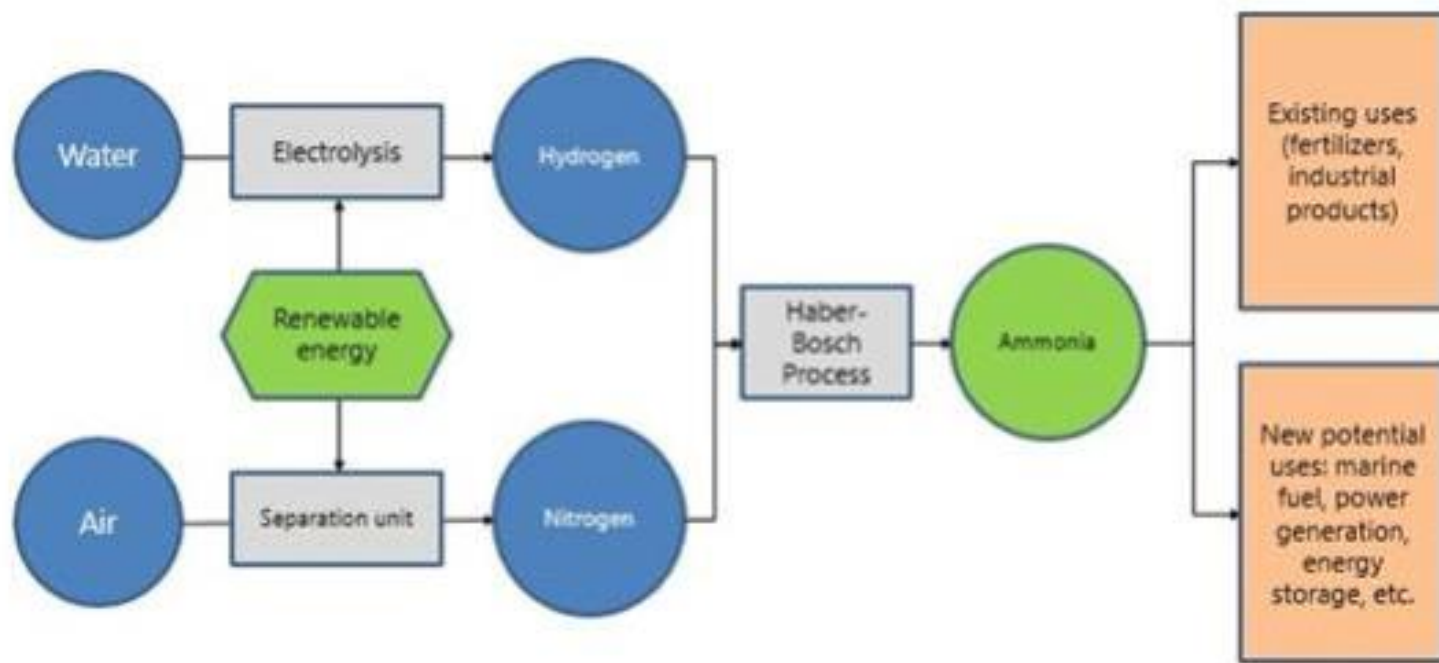 Water
Electrolysis
Hydrogen
Existing uses
(fertilizers,
industrial
products)
Renewable
energy
Haber-
Bosch
Process
Ammonia
Air
Separation unit
Nitrogen
New potential
uses: marine
fuel, power
generation,
energy
storage, etc.